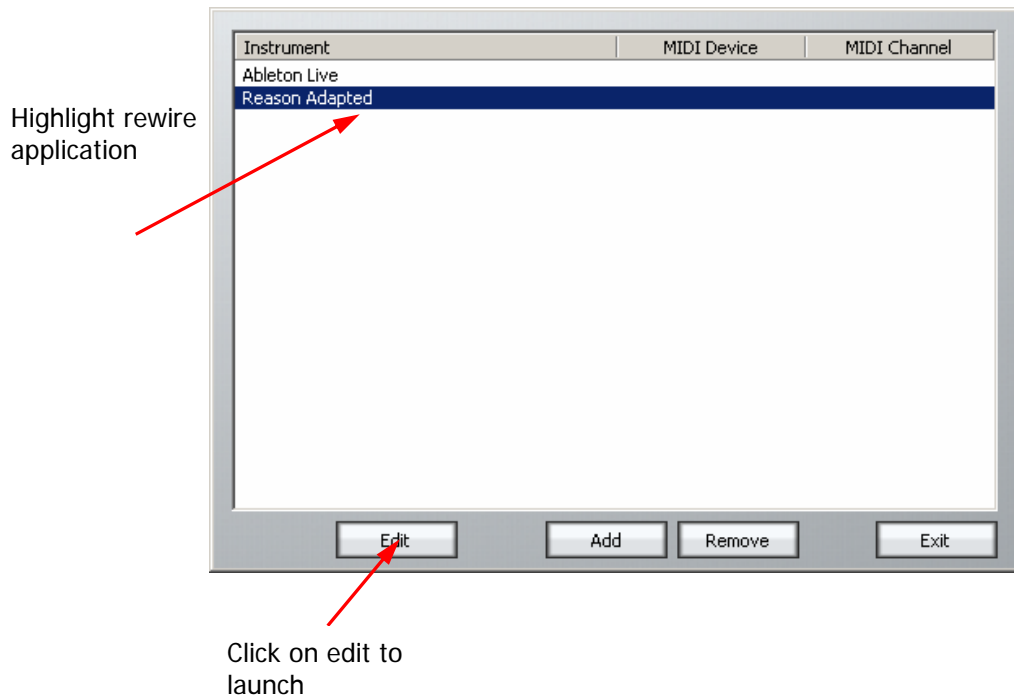 Instrument MIDI Device MIDI Channel
Ableton Live
Reason Adapted
Highlight rewire
application
Edit Add Remove Exit
Click on edit to
launch